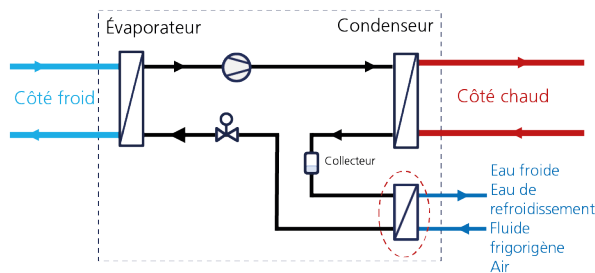 Évaporateur
Condenseur
Côté froid
Côté chaud
Collecteur
Eau froide
Eau de
refroidissement
Fluide
frigorigène
Air